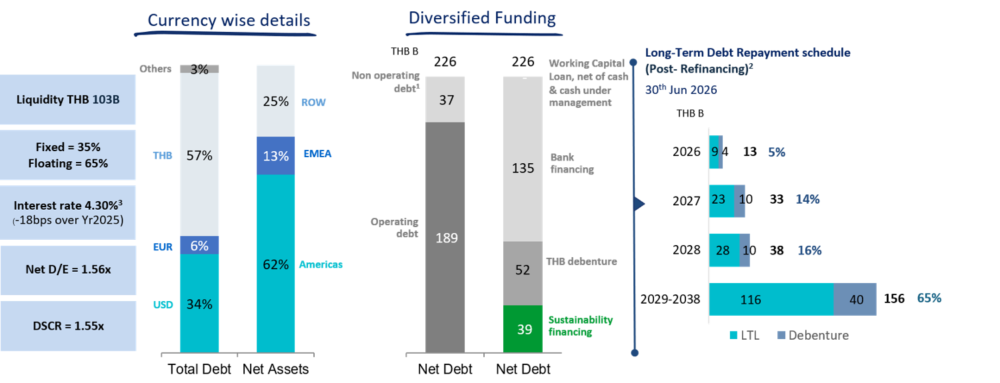 Currency wise details
Liquidity THB 103B
Fixed = 35%
Floating = 65%
Interest rate 4.30%³
(-18bps over Yr2025)
Net D/E = 1.56x
DSCR = 1.55x
Others
3%
THB
57%
EUR
6%
USD
34%
25%
ROW
13%
EMEA
62%
Americas
Total Debt
Net Assets
Diversified Funding
THB B
226
226
Non operating
debt¹
37
Operating
debt
189
-
Working Capital
Loan, net of cash
& cash under
management
135
Bank
financing
52
THB debenture
39
Sustainability
financing
Net Debt
Net Debt
Long-Term Debt Repayment schedule
(Post- Refinancing)²
30th Jun 2026
THB B
2026 9 4 13 5%
2027 23 10 33 14%
2028 28 10 38 16%
2029-2038 116 40 156 65%
LTL
Debenture